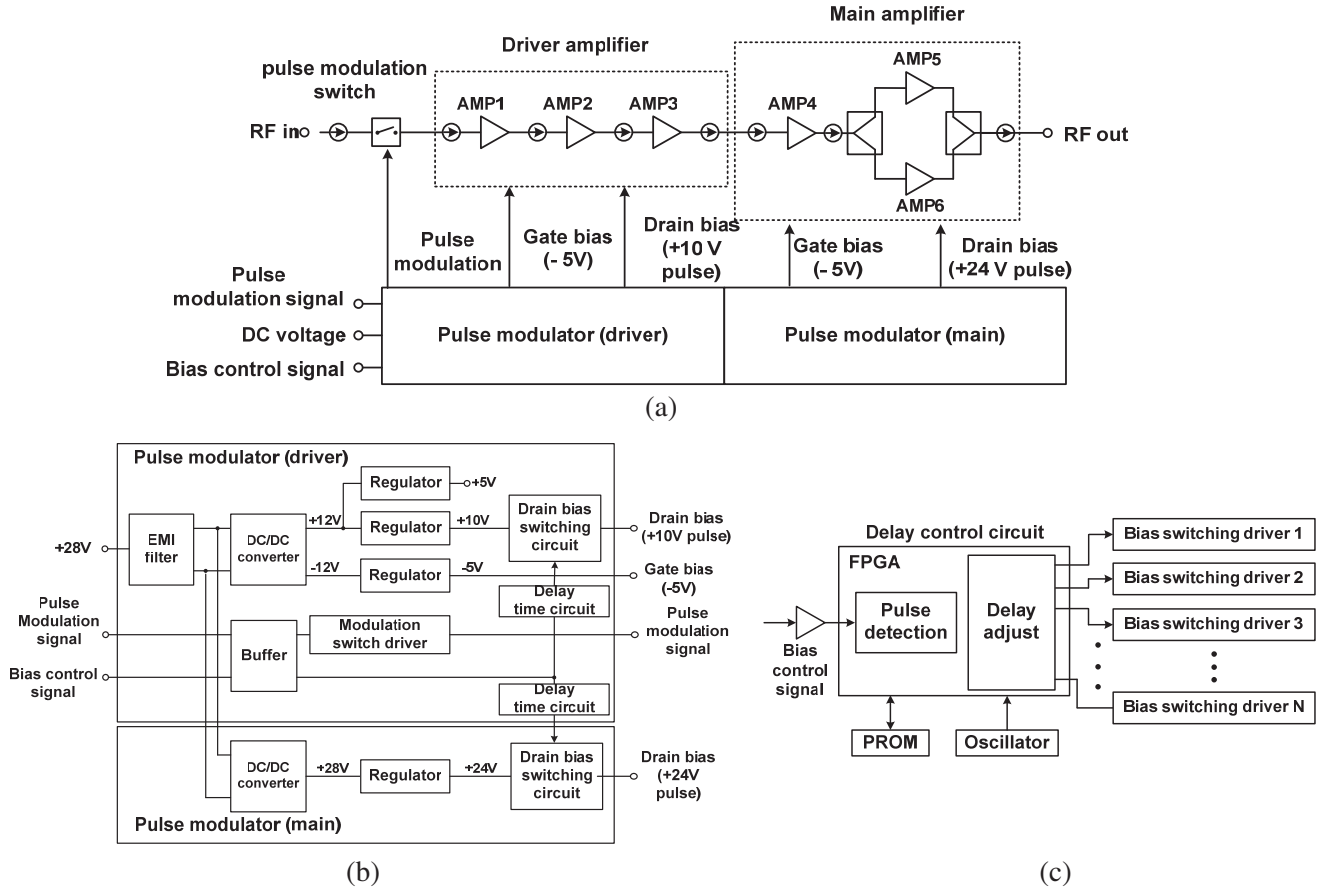 Main amplifier
Driver amplifier
pulse modulation
switch
AMP1
AMP2
AMP3
AMP4
AMP5
AMP6
RF in
RF out
Pulse
modulation
Gate bias
(- 5V)
Drain bias
(+10 V
pulse)
Gate bias
(- 5V)
Drain bias
(+24 V pulse)
Pulse
modulation signal
DC voltage
Bias control signal
Pulse modulator (driver)
Pulse modulator (main)
(a)
Pulse modulator (driver)
Regulator
+5V
+28V
EMI
filter
DC/DC
converter
+12V
Regulator
+10V
Drain bias
switching
circuit
Drain bias
(+10V pulse)
-12V
Regulator
-5V
Gate bias
(-5V)
Delay
time circuit
Pulse
Modulation
signal
Buffer
Modulation
switch driver
Pulse
modulation
signal
Bias control
signal
Delay
time circuit
DC/DC
converter
+28V
Regulator
+24V
Drain bias
switching
circuit
Drain bias
(+24V
pulse)
Pulse modulator (main)
(b)
Delay control circuit
FPGA
Pulse
detection
Delay
adjust
Bias
control
signal
PROM
Oscillator
Bias switching driver 1
Bias switching driver 2
Bias switching driver 3
Bias switching driver N
(c)